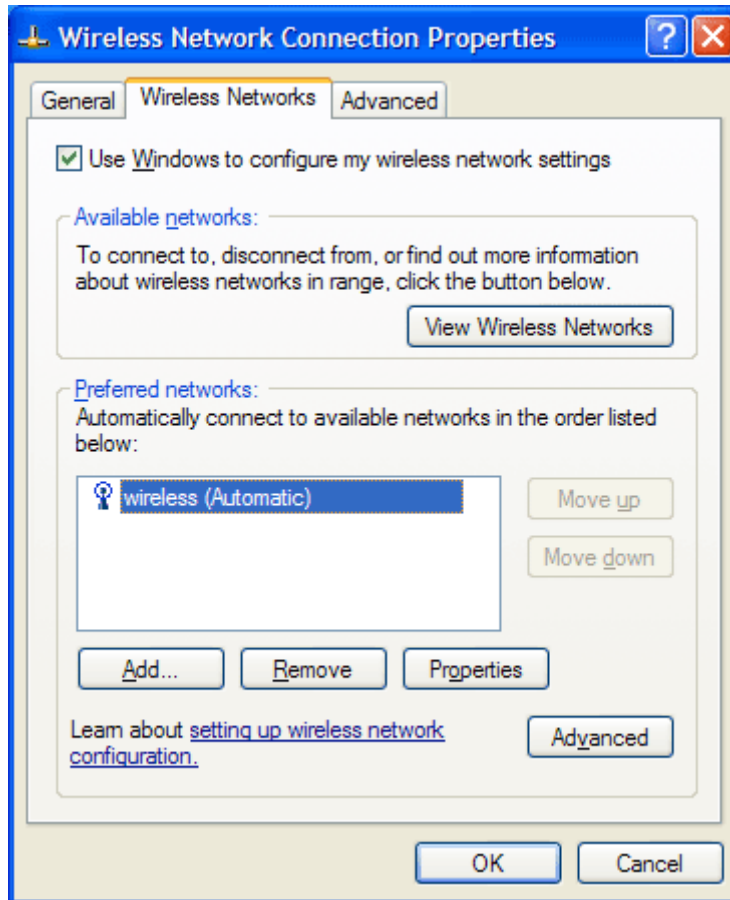 Wireless Network Connection Properties
General Wireless Networks Advanced
Use Windows to configure my wireless network settings
Available networks:
To connect to, disconnect from, or find out more information
about wireless networks in range, click the button below.
View Wireless Networks
Preferred networks:
Automatically connect to available networks in the order listed
below:
wireless (Automatic)
Move up
Move down
Add... Remove Properties
Learn about setting up wireless network
configuration.
Advanced
OK Cancel